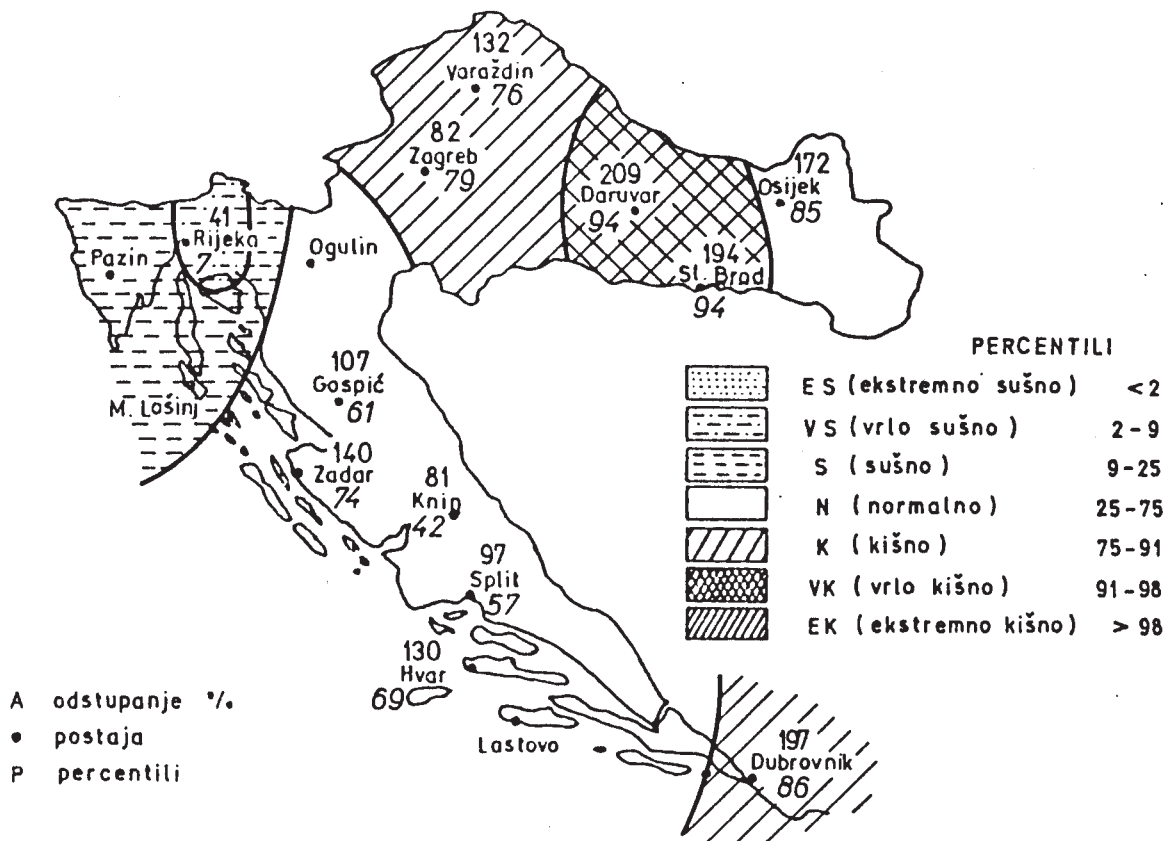 132
Varaždin
76
82
Zagreb
79
209
Daruvar
94
172
Osijek
85
194
Sl. Brod
94
41
Rijeka
7
Pazin
Ogulin
M. Lošinj
107
Gospić
61
140
Zadar
74
81
Knin
42
97
Split
57
130
Hvar
69
Lastovo
197
Dubrovnik
86
PERCENTILI
ES (ekstremno sušno) <2
VS (vrlo sušno) 2-9
S (sušno) 9-25
N (normalno) 25-75
K (kišno) 75-91
VK (vrlo kišno) 91-98
EK (ekstremno kišno) > 98
A odstupanje %
• postaja
P percentili